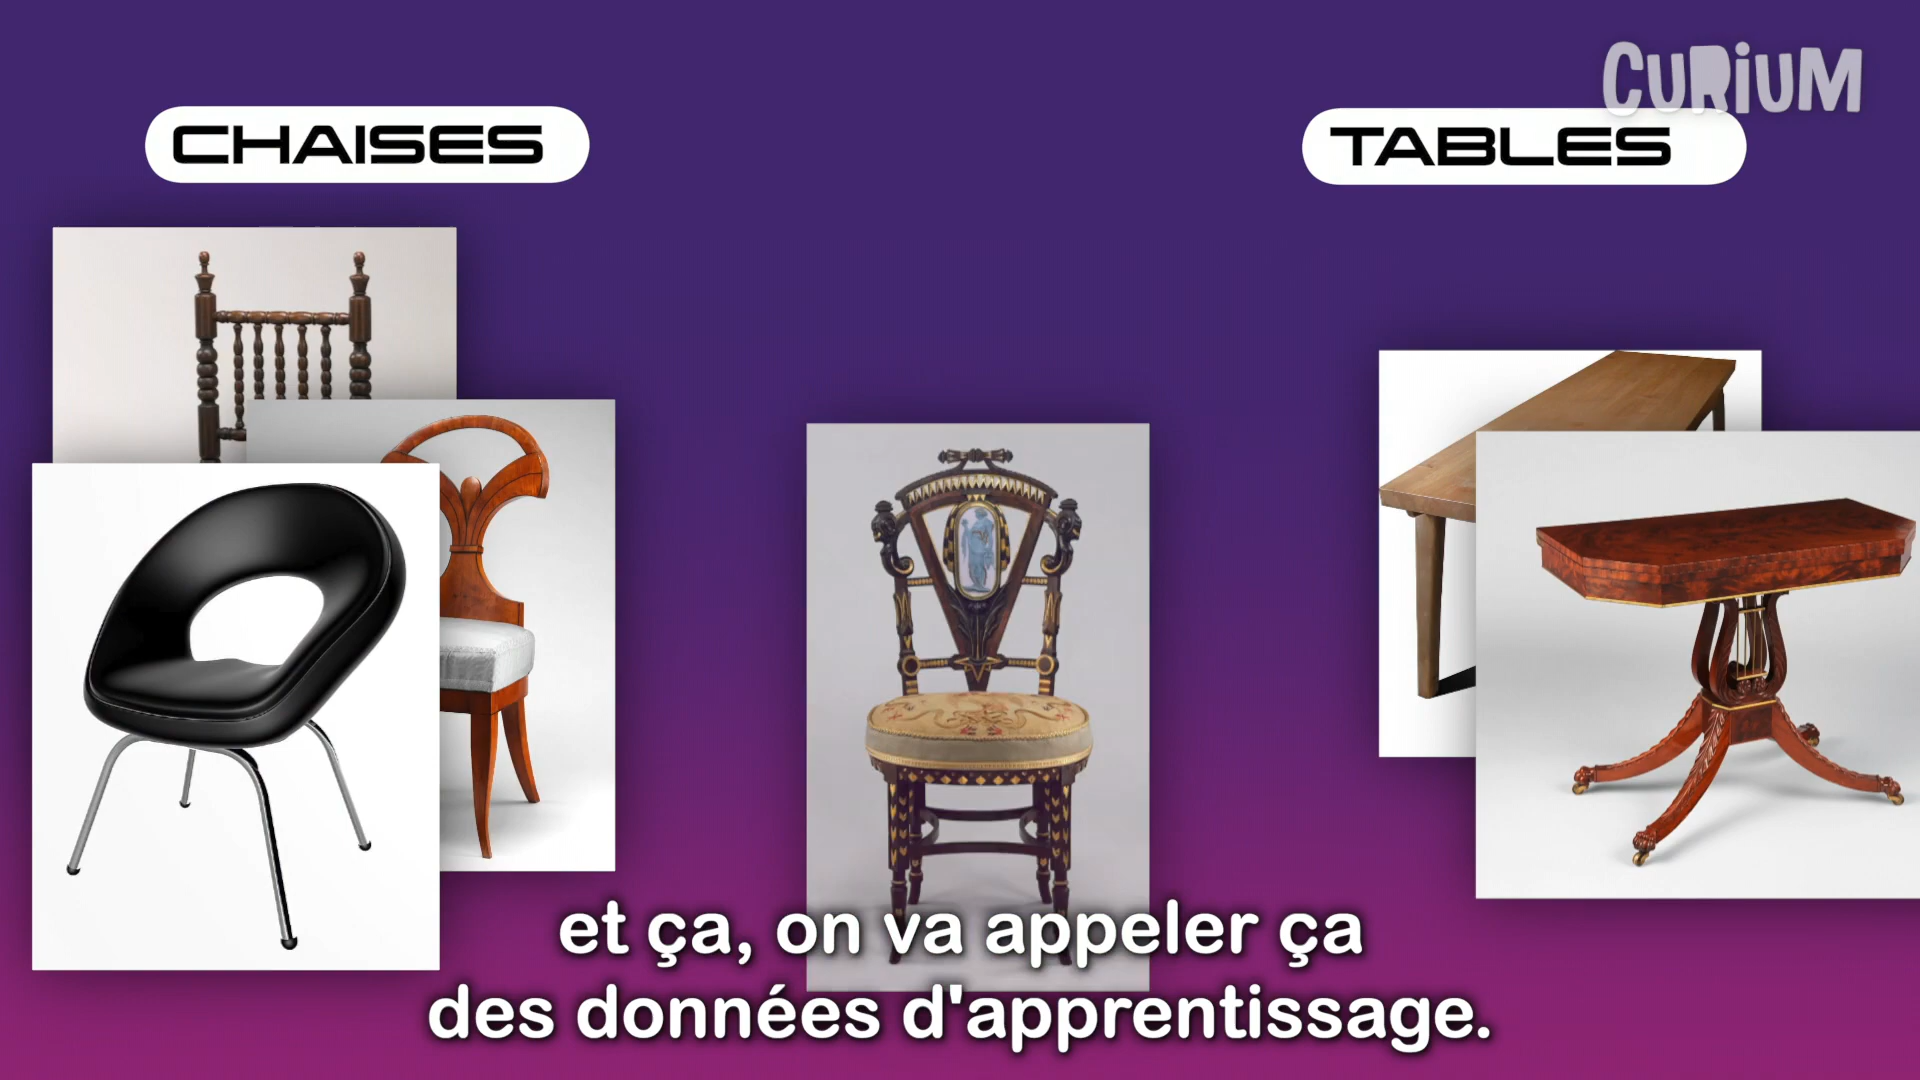 CURIUM
CHAISES
TABLES
et ça, on va appeler ça
des données d'apprentissage.